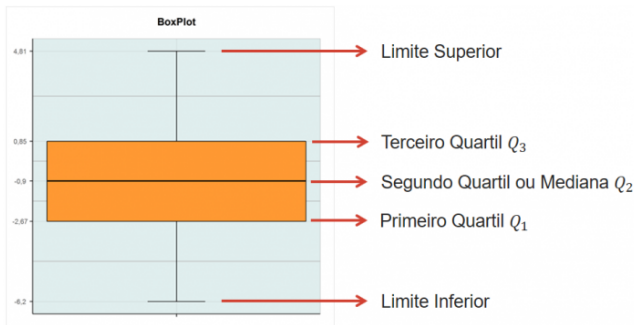 BoxPlot
4,81
Limite Superior
0,85
Terceiro Quartil Q3
-0,9
Segundo Quartil ou Mediana Q2
-2,67
Primeiro Quartil Q1
-6,2
Limite Inferior